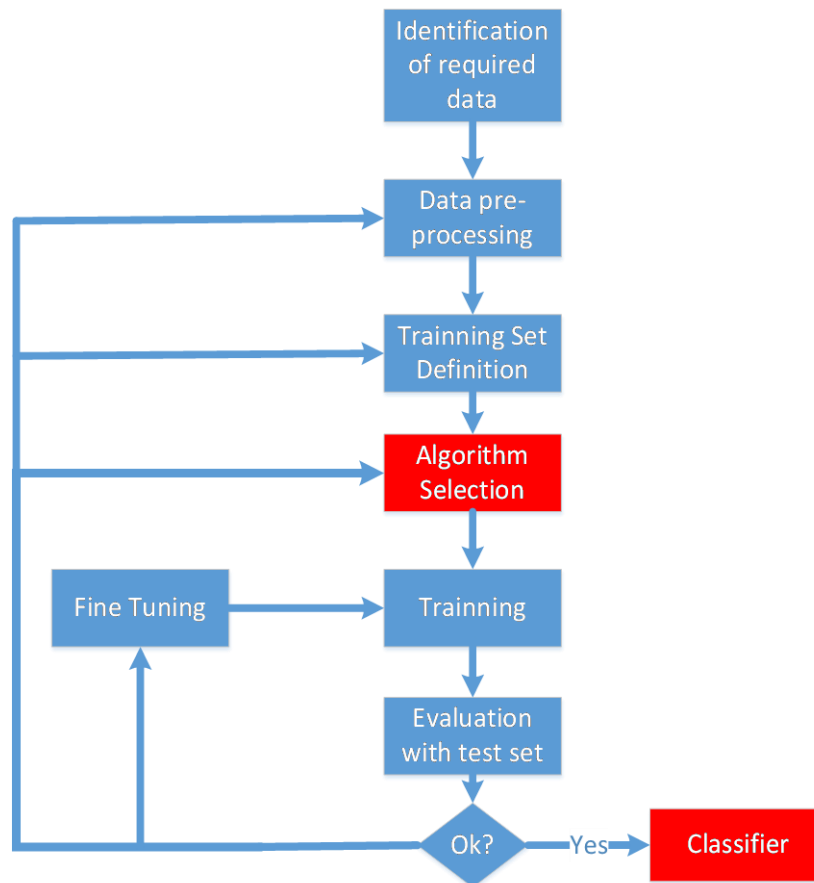 Identification
of required
data
Data pre-
processing
Trainning Set
Definition
Algorithm
Selection
Fine Tuning
Trainning
Evaluation
with test set
Ok?
Yes
Classifier